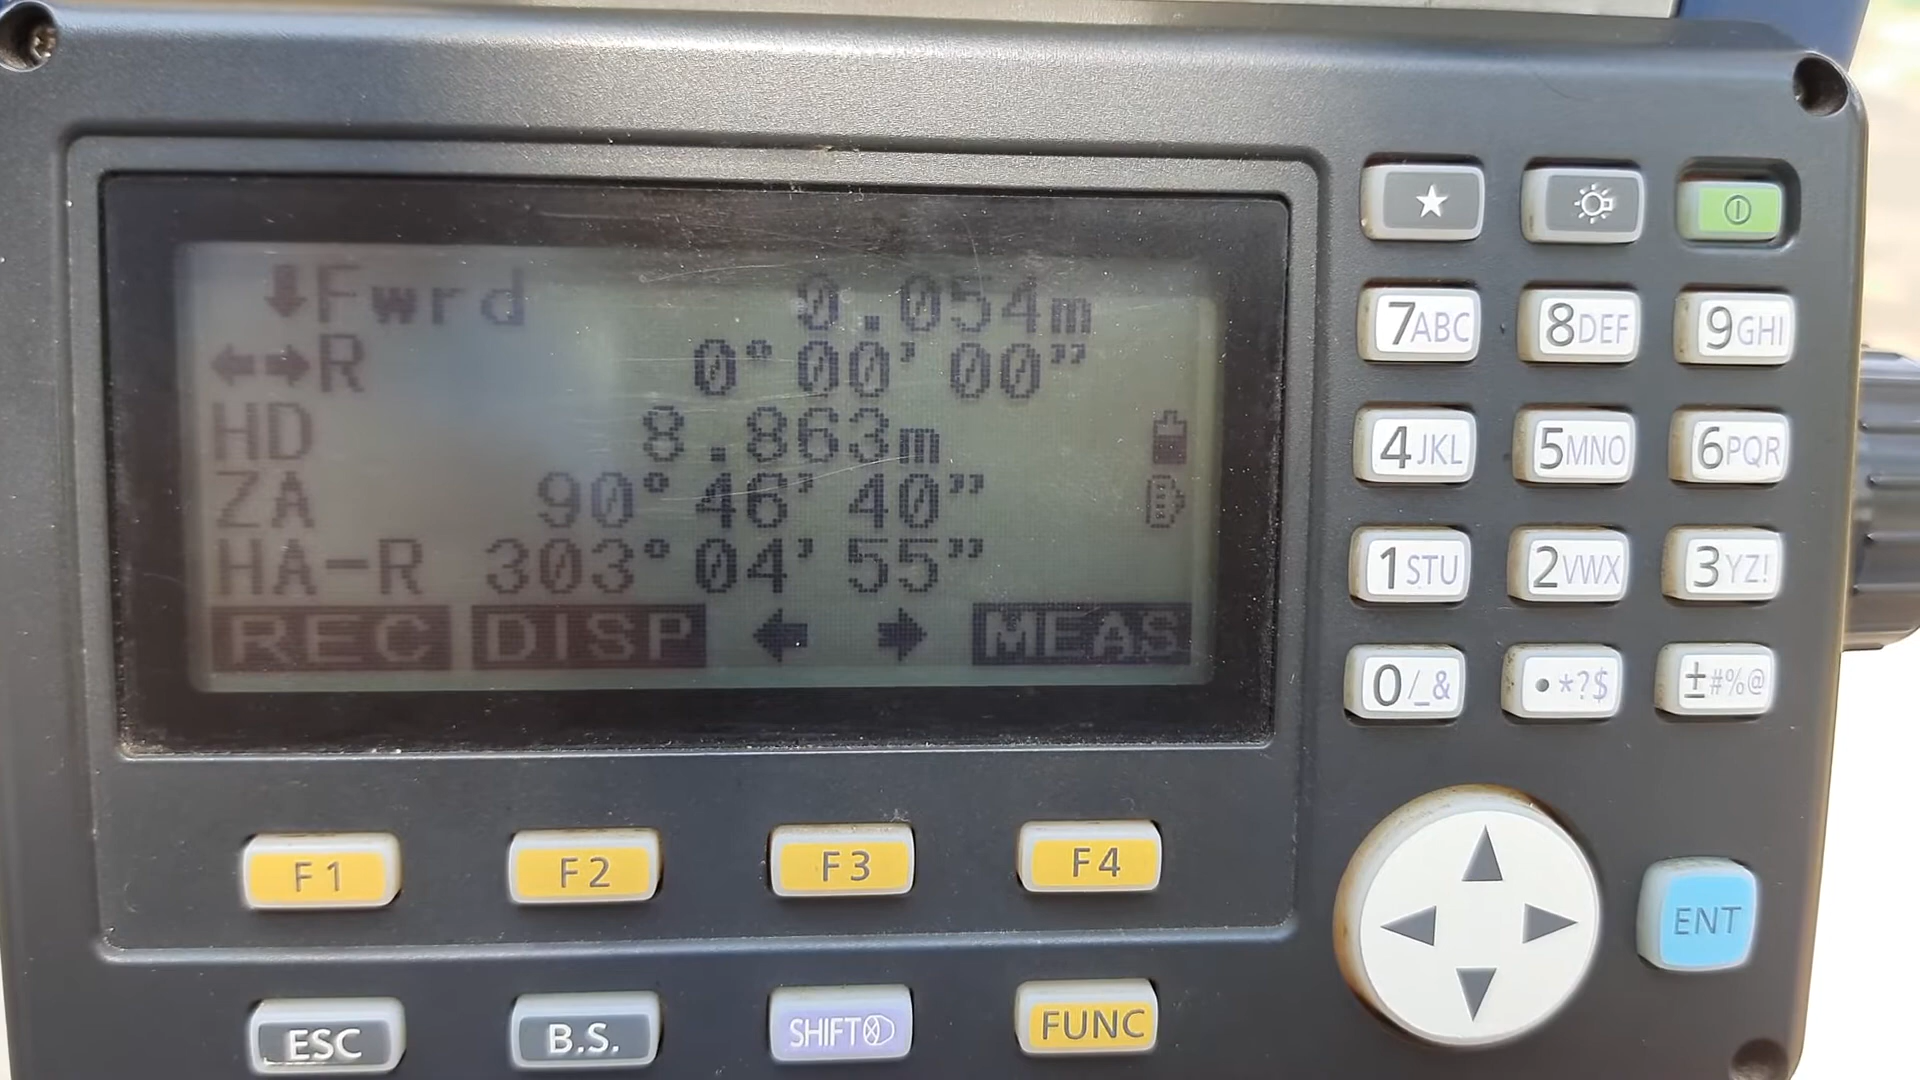 ↓Fwrd 0.054m
←→R 0°00'00"
HD 8.863m
ZA 90°46'40"
HA-R 303°04'55"
REC DISP ← → MEAS
★
7ABC 8DEF 9GHI
4JKL 5MNO 6PQR
1STU 2VWX 3YZ!
0/_& •*?$ ±#%@
F1 F2 F3 F4
ENT
ESC B.S. SHIFT FUNC